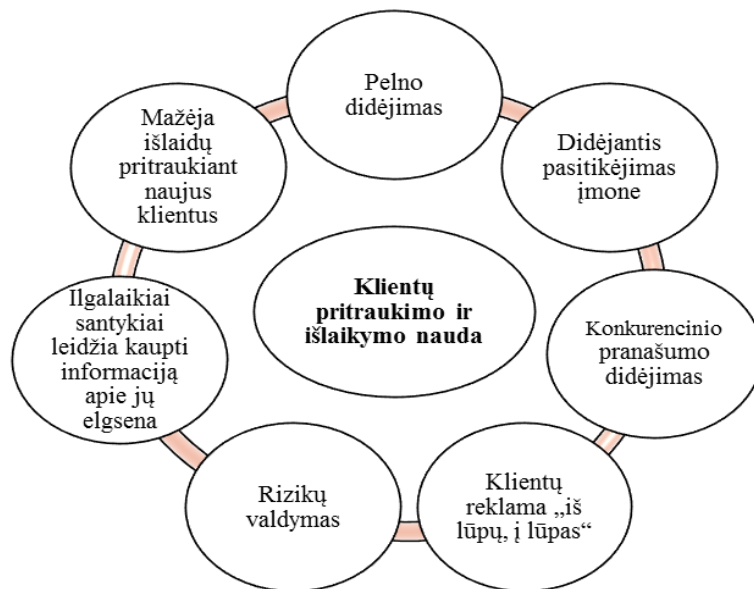 Pelno
didėjimas
Didėjantis
pasitikėjimas
įmone
Konkurencinio
pranašumo
didėjimas
Klientų
reklama „iš
lūpų, į lūpas“
Rizikų
valdymas
Ilgalaikiai
santykiai
leidžia kaupti
informaciją
apie jų
elgsena
Mažėja
išlaidų
pritraukiant
naujus
klientus
Klientų
pritraukimo ir
išlaikymo nauda